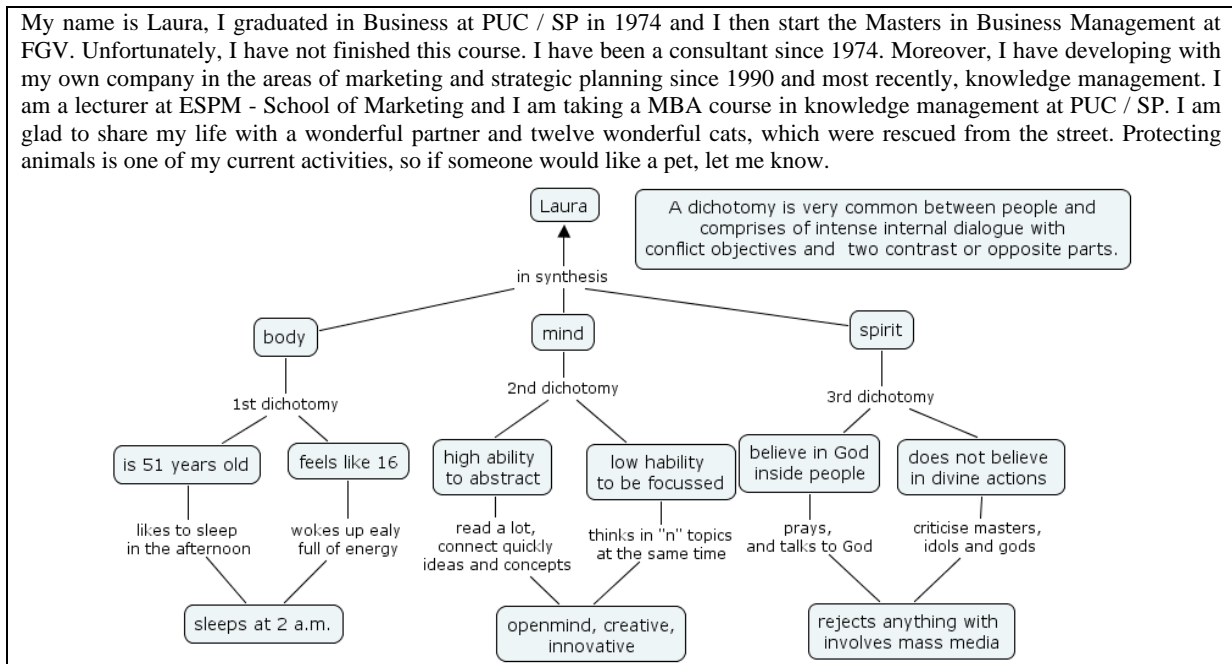 My name is Laura, I graduated in Business at PUC / SP in 1974 and I then start the Masters in Business Management at
FGV. Unfortunately, I have not finished this course. I have been a consultant since 1974. Moreover, I have developing with
my own company in the areas of marketing and strategic planning since 1990 and most recently, knowledge management. I
am a lecturer at ESPM - School of Marketing and I am taking a MBA course in knowledge management at PUC / SP. I am
glad to share my life with a wonderful partner and twelve wonderful cats, which were rescued from the street. Protecting
animals is one of my current activities, so if someone would like a pet, let me know.
Laura
A dichotomy is very common between people and
comprises of intense internal dialogue with
conflict objectives and two contrast or opposite parts.
in synthesis
body
mind
spirit
1st dichotomy
2nd dichotomy
3rd dichotomy
is 51 years old
feels like 16
high ability
to abstract
low hability
to be focussed
believe in God
inside people
does not believe
in divine actions
likes to sleep
in the afternoon
wokes up ealy
full of energy
read a lot,
connect quickly
ideas and concepts
thinks in "n" topics
at the same time
prays,
and talks to God
criticise masters,
idols and gods
sleeps at 2 a.m.
openmind, creative,
innovative
rejects anything with
involves mass media